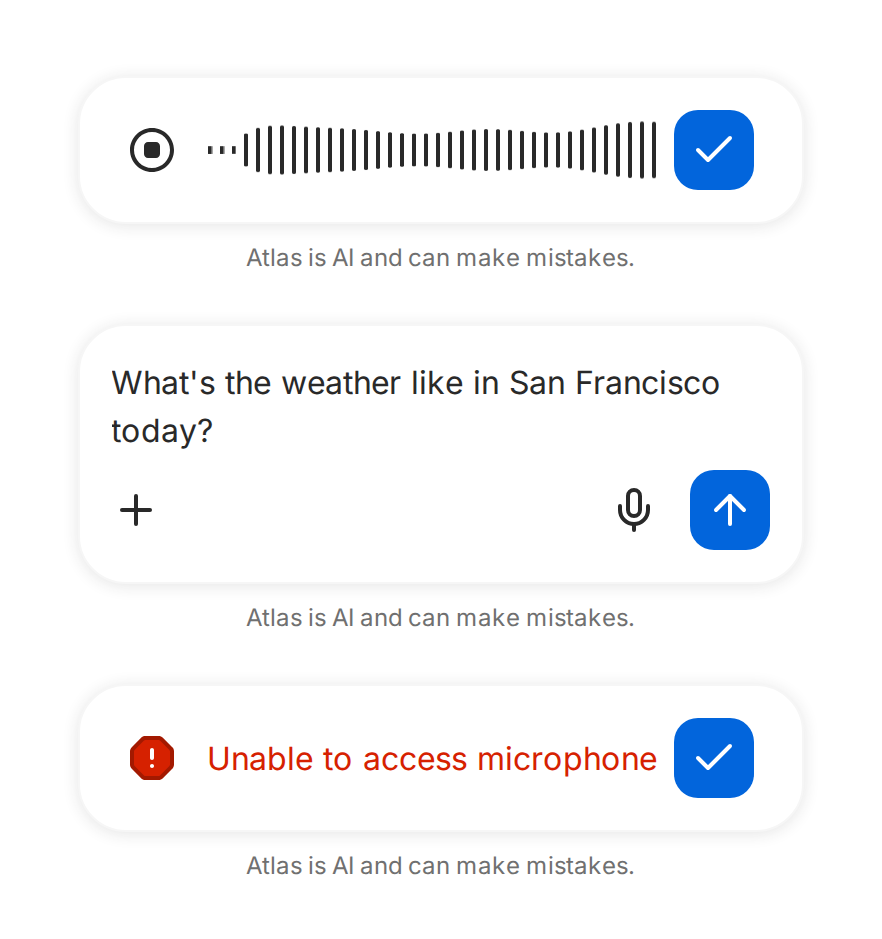 Atlas is AI and can make mistakes.
What's the weather like in San Francisco
today?
Atlas is AI and can make mistakes.
Unable to access microphone
Atlas is AI and can make mistakes.